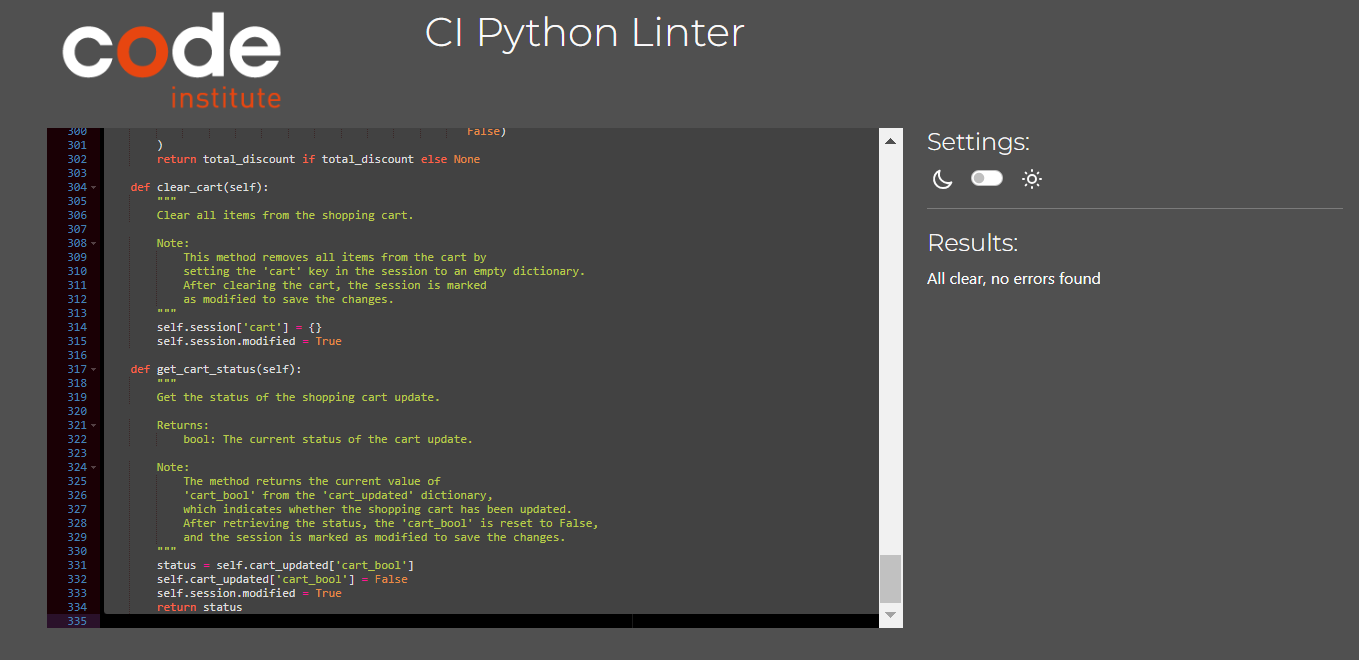 code
institute
CI Python Linter
300 False)
301 )
302 return total_discount if total_discount else None
303
304 def clear_cart(self):
305 """
306 Clear all items from the shopping cart.
307
308 Note:
309 This method removes all items from the cart by
310 setting the 'cart' key in the session to an empty dictionary.
311 After clearing the cart, the session is marked
312 as modified to save the changes.
313 """
314 self.session['cart'] = {}
315 self.session.modified = True
316
317 def get_cart_status(self):
318 """
319 Get the status of the shopping cart update.
320
321 Returns:
322 bool: The current status of the cart update.
323
324 Note:
325 The method returns the current value of
326 'cart_bool' from the 'cart_updated' dictionary,
327 which indicates whether the shopping cart has been updated.
328 After retrieving the status, the 'cart_bool' is reset to False,
329 and the session is marked as modified to save the changes.
330 """
331 status = self.cart_updated['cart_bool']
332 self.cart_updated['cart_bool'] = False
333 self.session.modified = True
334 return status
335
Settings:
Results:
All clear, no errors found